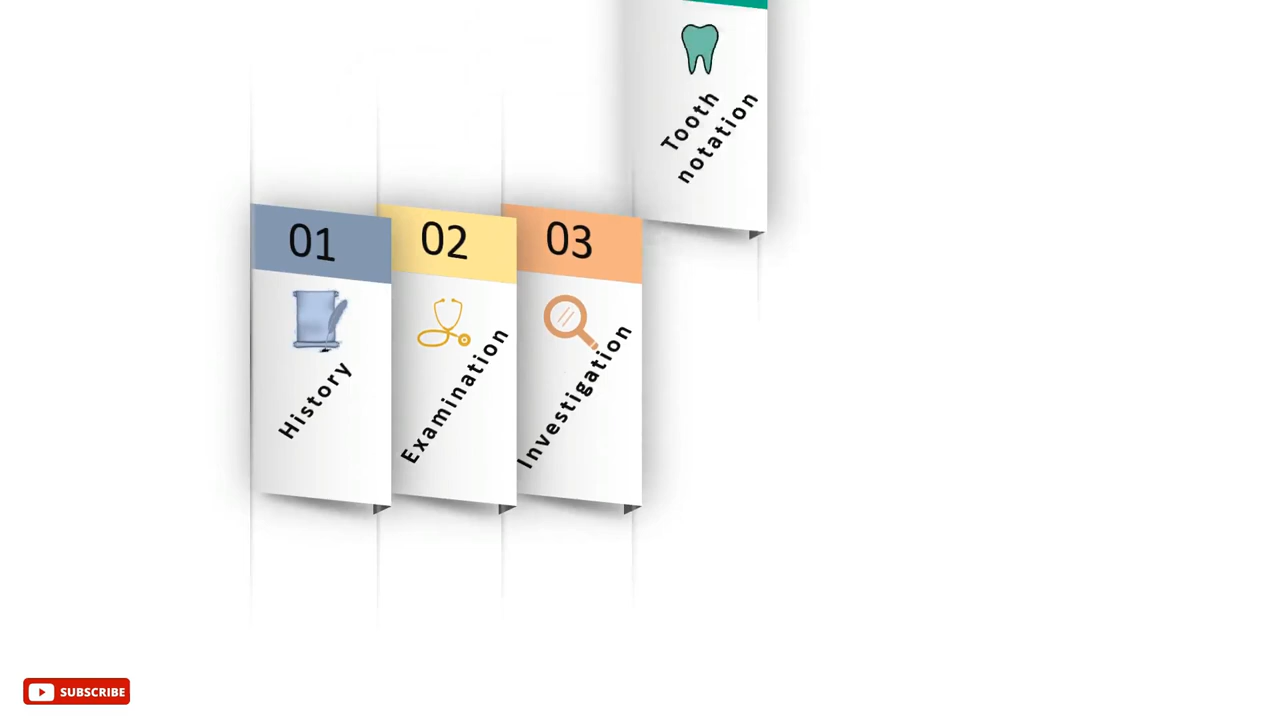 01
History
02
Examination
03
Investigation
Tooth
notation
SUBSCRIBE